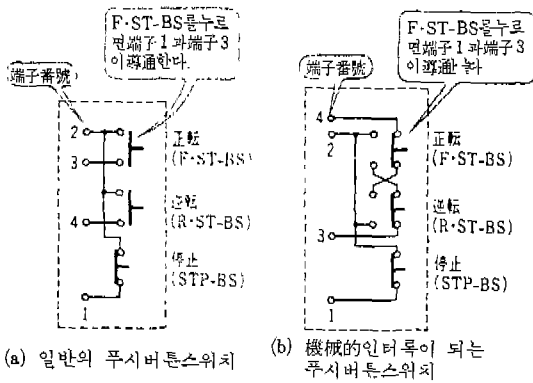 F·ST-BS를누르
면端子1과端子3
이導通한다.
端子番號
2
3
4
1
正転
(F·ST-BS)
逆転
(R·ST-BS)
停止
(STP-BS)
(a) 일반의 푸시버튼스위치
F·ST-BS를누르
면端子1과端子3
이導通한다
端子番號
4
2
3
1
正転
(F·ST-BS)
逆転
(R·ST-BS)
停止
(STP-BS)
(b) 機械的인터록이 되는
푸시버튼스위치